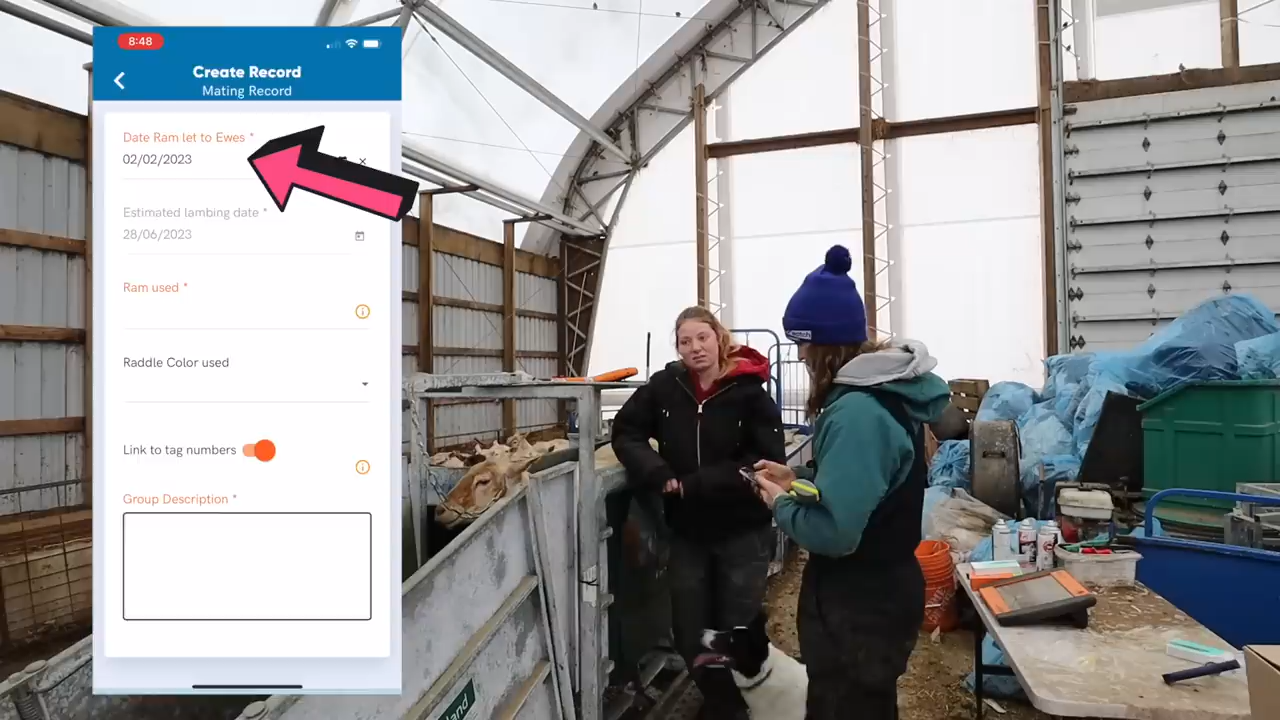 8:48
Create Record
Mating Record
Date Ram let to Ewes *
02/02/2023
Estimated lambing date *
28/06/2023
Ram used *
Raddle Color used
Link to tag numbers
Group Description *